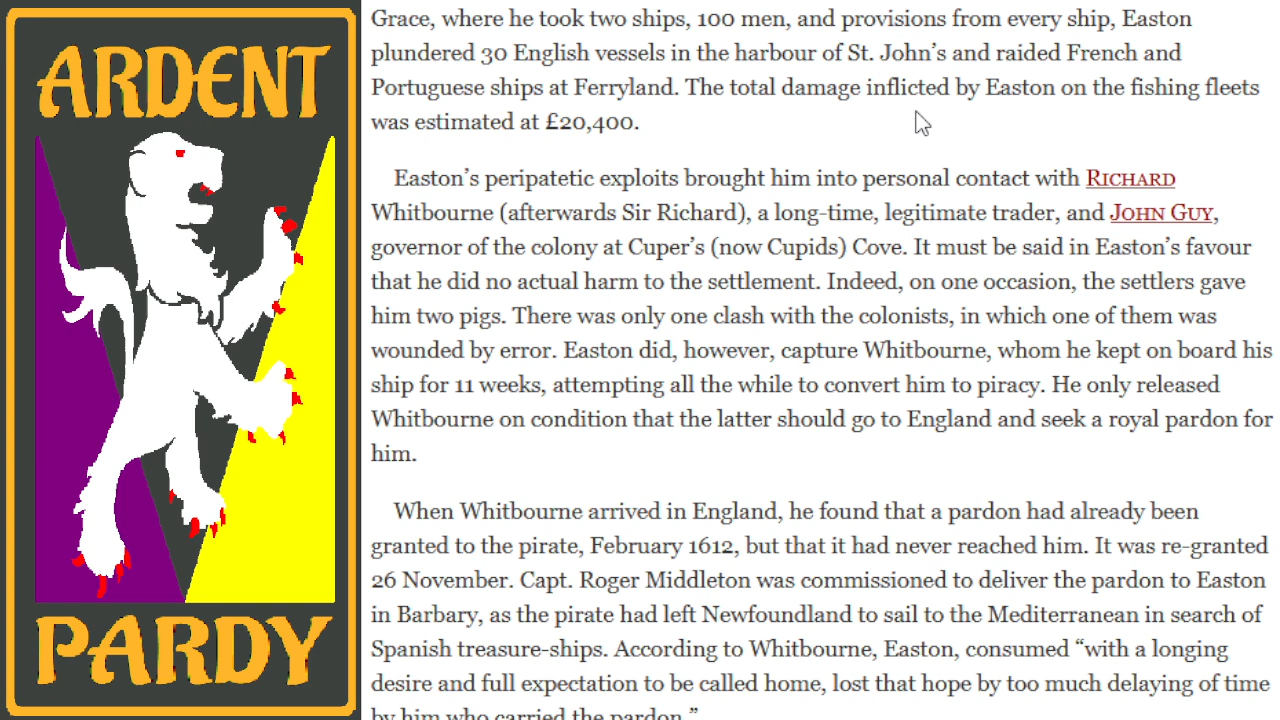 ARDENT
PARDY
Grace, where he took two ships, 100 men, and provisions from every ship, Easton
plundered 30 English vessels in the harbour of St. John’s and raided French and
Portuguese ships at Ferryland. The total damage inflicted by Easton on the fishing fleets
was estimated at £20,400.
Easton’s peripatetic exploits brought him into personal contact with RICHARD
Whitbourne (afterwards Sir Richard), a long-time, legitimate trader, and JOHN GUY,
governor of the colony at Cuper’s (now Cupids) Cove. It must be said in Easton’s favour
that he did no actual harm to the settlement. Indeed, on one occasion, the settlers gave
him two pigs. There was only one clash with the colonists, in which one of them was
wounded by error. Easton did, however, capture Whitbourne, whom he kept on board his
ship for 11 weeks, attempting all the while to convert him to piracy. He only released
Whitbourne on condition that the latter should go to England and seek a royal pardon for
him.
When Whitbourne arrived in England, he found that a pardon had already been
granted to the pirate, February 1612, but that it had never reached him. It was re-granted
26 November. Capt. Roger Middleton was commissioned to deliver the pardon to Easton
in Barbary, as the pirate had left Newfoundland to sail to the Mediterranean in search of
Spanish treasure-ships. According to Whitbourne, Easton, consumed “with a longing
desire and full expectation to be called home, lost that hope by too much delaying of time
by him who carried the pardon.”